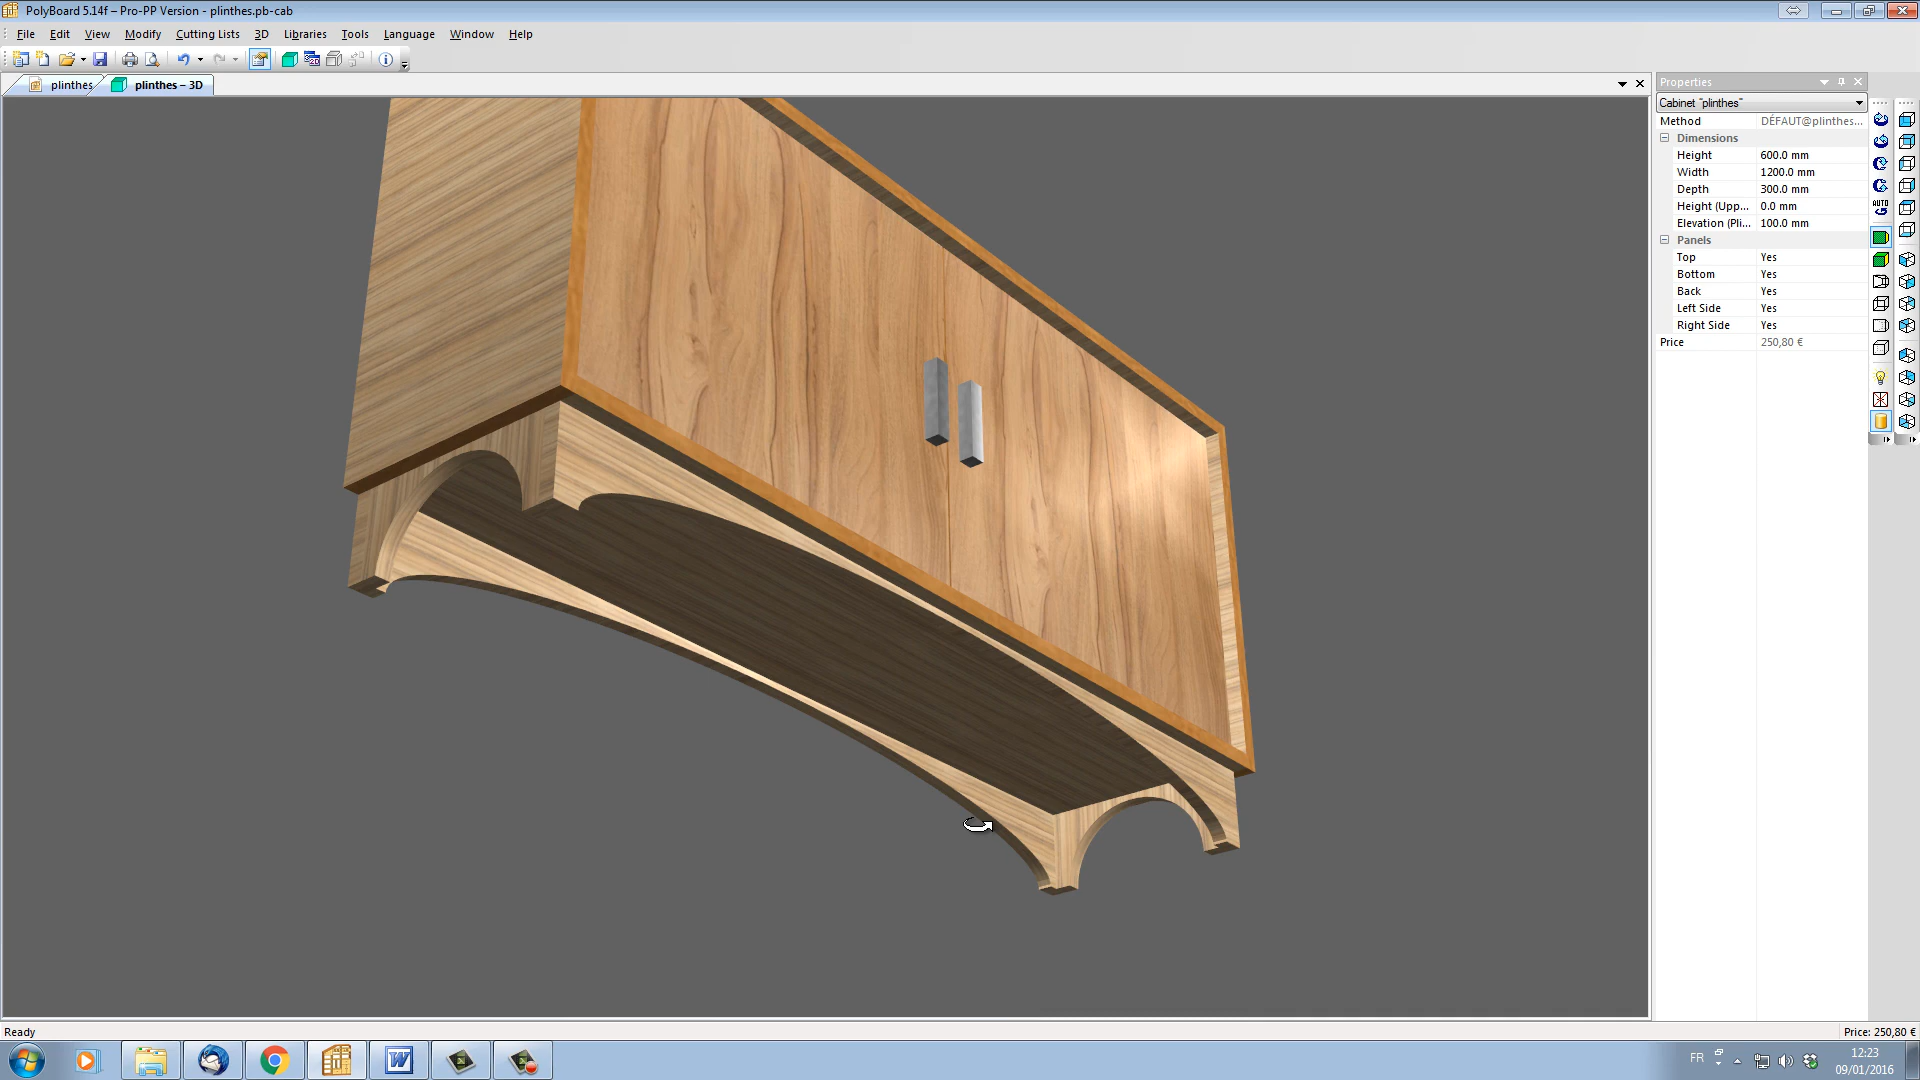 PolyBoard 5.14f – Pro-PP Version - plinthes.pb-cab
File Edit View Modify Cutting Lists 3D Libraries Tools Language Window Help
plinthes
plinthes – 3D
Properties
Cabinet "plinthes"
Method DÉFAUT@plinthes...
Dimensions
Height 600.0 mm
Width 1200.0 mm
Depth 300.0 mm
Height (Upp... 0.0 mm
Elevation (Pli... 100.0 mm
Panels
Top Yes
Bottom Yes
Back Yes
Left Side Yes
Right Side Yes
Price 250,80 €
AUTO
Ready
Price: 250,80 €
FR
12:23
09/01/2016